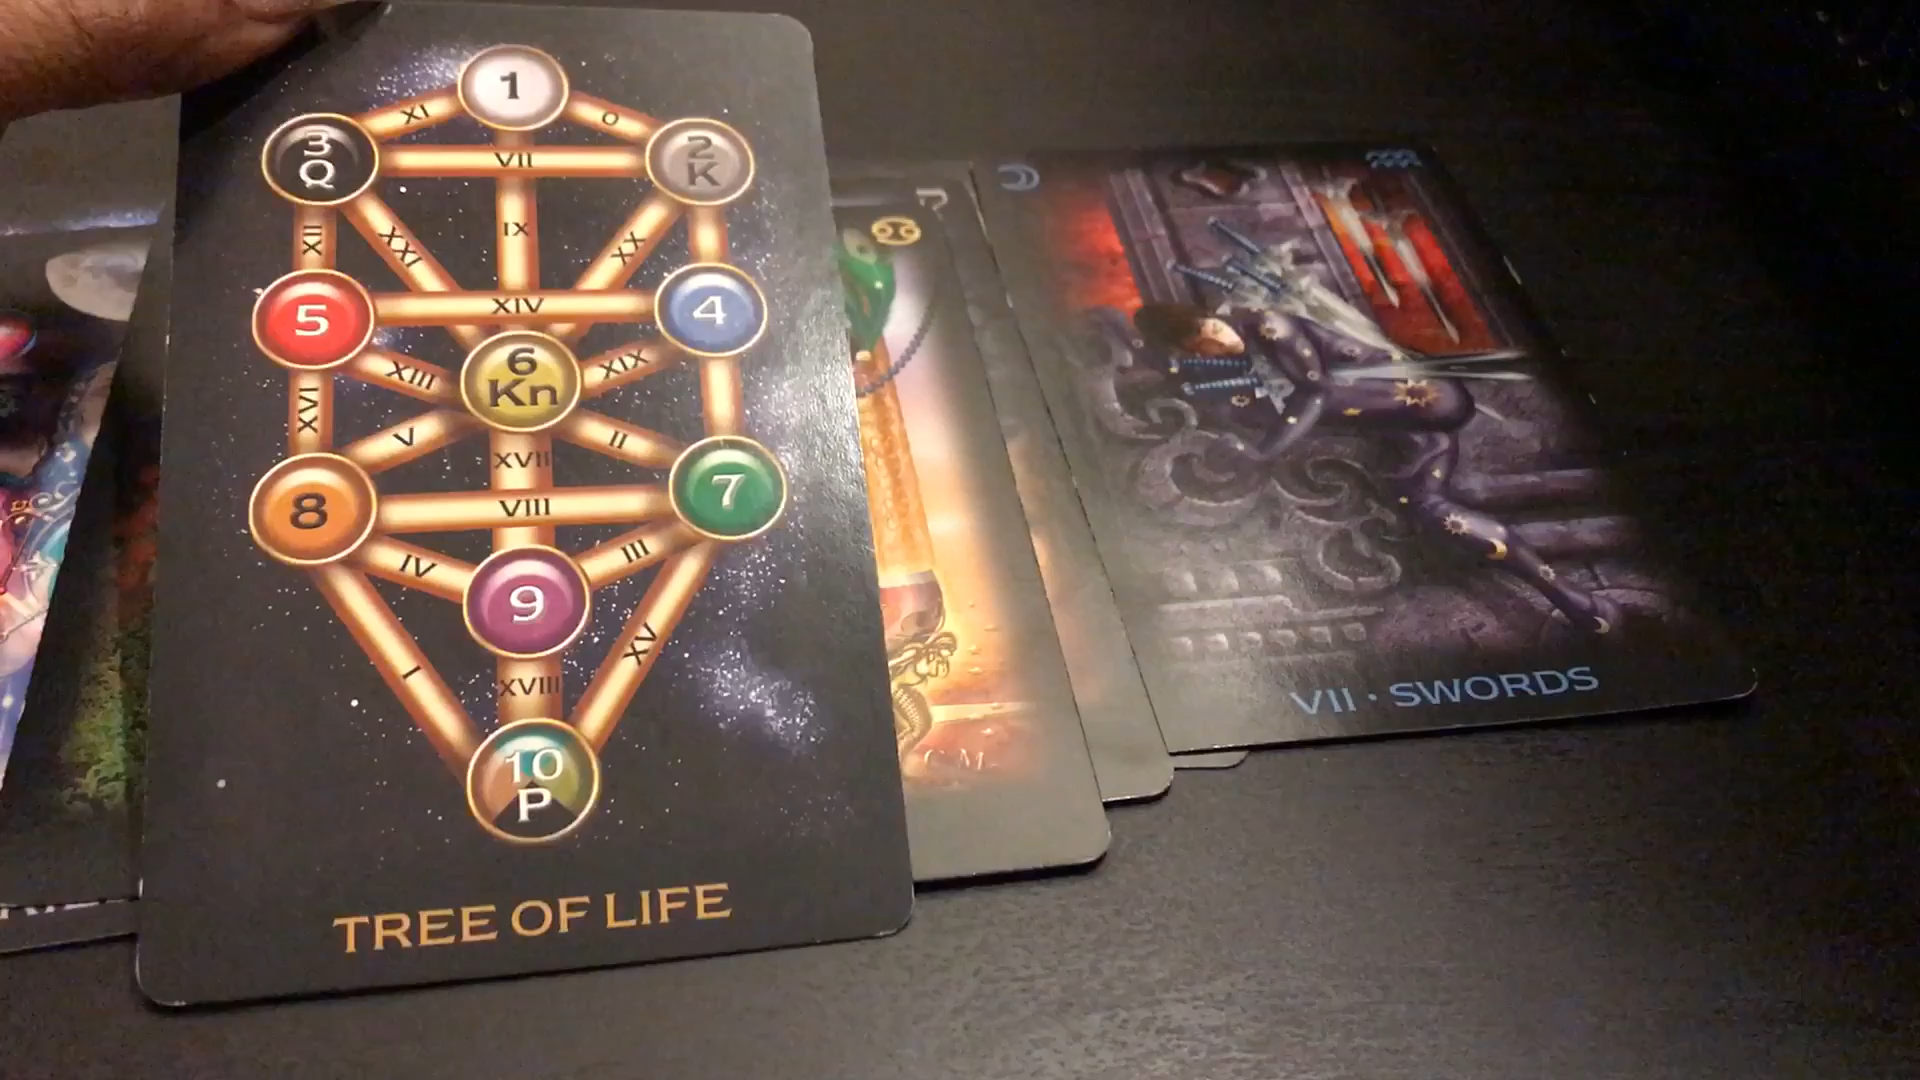 1
XI
O
3
Q
VII
2
K
XII
XXI
IX
XX
5
XIV
4
6
Kn
XIII
XIX
XVI
V
II
XVII
8
VIII
7
IV
III
9
I
XV
XVIII
10
P
TREE OF LIFE
ה
C M
VII · SWORDS